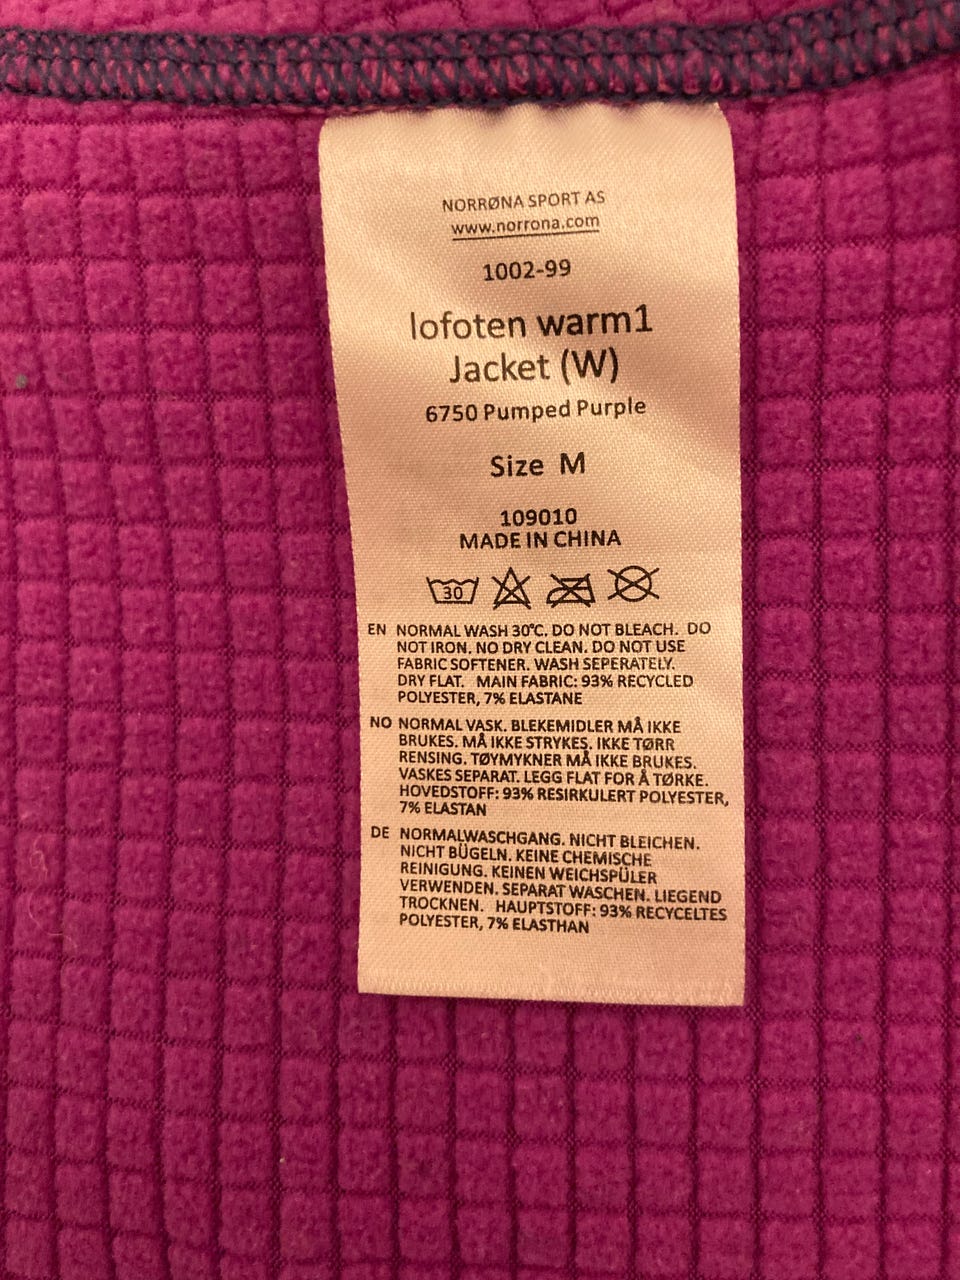 NORRØNA SPORT AS
www.norrona.com
1002-99
lofoten warm1
Jacket (W)
6750 Pumped Purple
Size M
109010
MADE IN CHINA
30
EN NORMAL WASH 30°C. DO NOT BLEACH. DO
NOT IRON. NO DRY CLEAN. DO NOT USE
FABRIC SOFTENER. WASH SEPERATELY.
DRY FLAT. MAIN FABRIC: 93% RECYCLED
POLYESTER, 7% ELASTANE
NO NORMAL VASK. BLEKEMIDLER MÅ IKKE
BRUKES. MÅ IKKE STRYKES. IKKE TØRR
RENSING. TØYMYKNER MÅ IKKE BRUKES.
VASKES SEPARAT. LEGG FLAT FOR Å TØRKE.
HOVEDSTOFF: 93% RESIRKULERT POLYESTER,
7% ELASTAN
DE NORMALWASCHGANG. NICHT BLEICHEN.
NICHT BÜGELN. KEINE CHEMISCHE
REINIGUNG. KEINEN WEICHSPÜLER
VERWENDEN. SEPARAT WASCHEN. LIEGEND
TROCKNEN. HAUPTSTOFF: 93% RECYCELTES
POLYESTER, 7% ELASTHAN